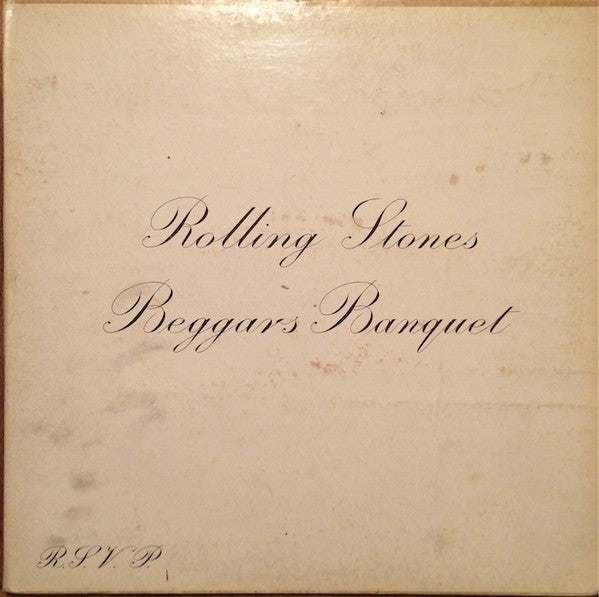 Rolling Stones
Beggars Banquet
R.S.V.P.